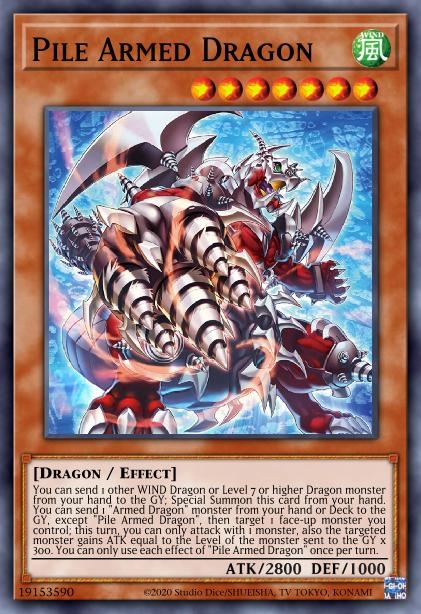 PILE ARMED DRAGON
WIND
風
[DRAGON / EFFECT]
You can send 1 other WIND Dragon or Level 7 or higher Dragon monster
from your hand to the GY; Special Summon this card from your hand.
You can send 1 "Armed Dragon" monster from your hand or Deck to the
GY, except "Pile Armed Dragon", then target 1 face-up monster you
control; this turn, you can only attack with 1 monster, also the targeted
monster gains ATK equal to the Level of the monster sent to the GY x
300. You can only use each effect of "Pile Armed Dragon" once per turn.
ATK/2800 DEF/1000
19153590 ©2020 Studio Dice/SHUEISHA, TV TOKYO, KONAMI